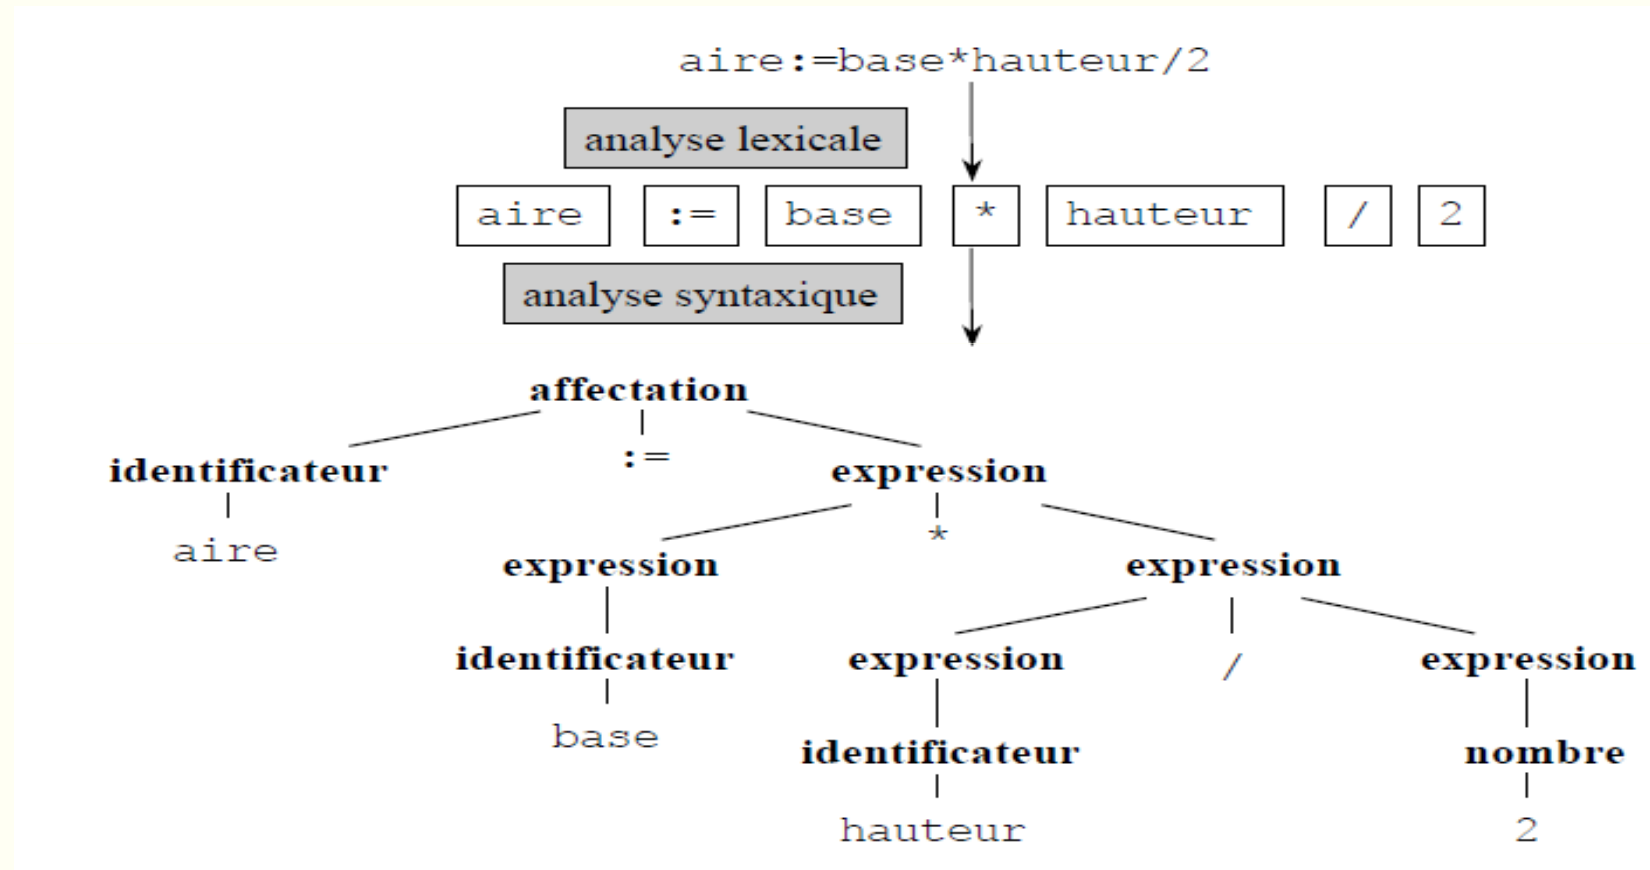 aire:=base*hauteur/2
analyse lexicale
aire := base * hauteur / 2
analyse syntaxique
affectation
identificateur := expression
aire expression * expression
identificateur expression / expression
base identificateur nombre
hauteur 2